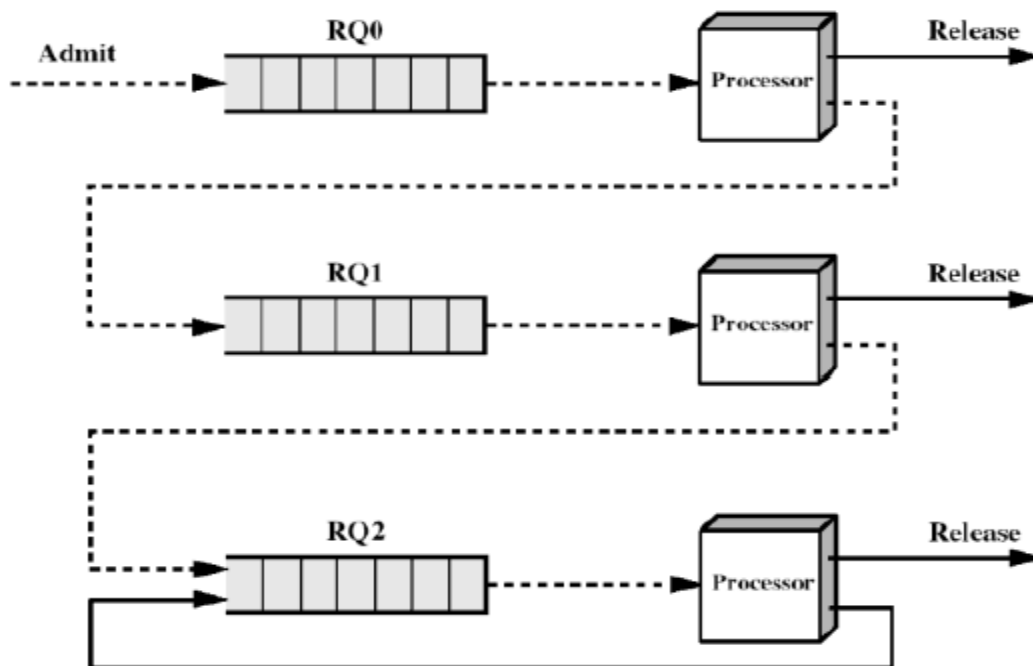 RQ0
Release
Admit
Processor
RQ1
Release
Processor
RQ2
Release
Processor